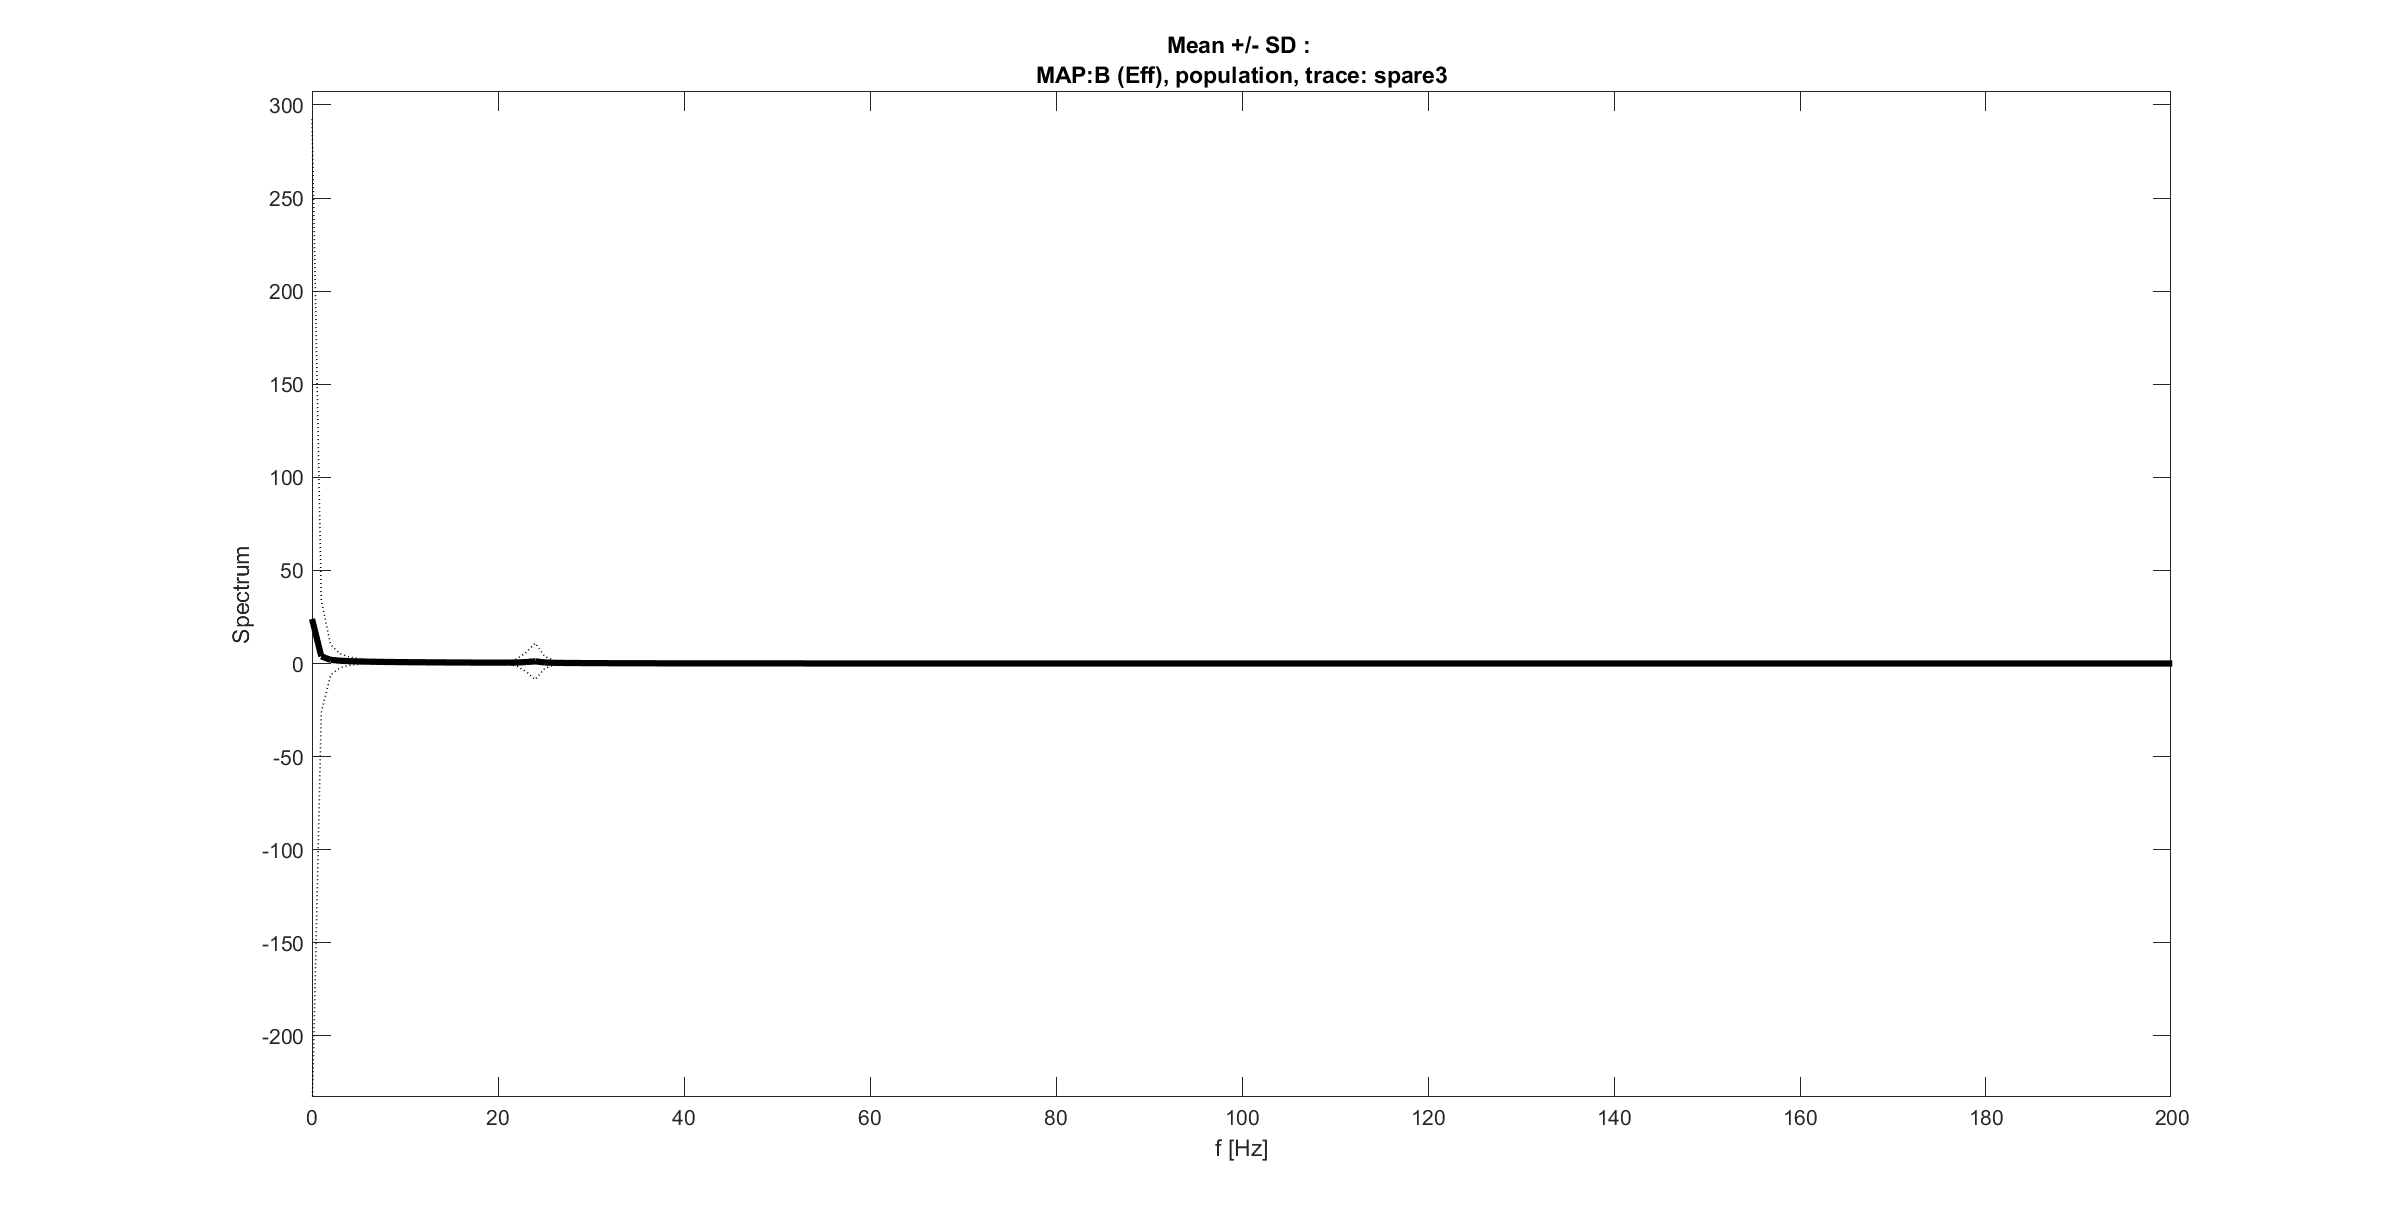 Mean +/- SD :
MAP:B (Eff), population, trace: spare3
300
250
200
150
100
50
0
-50
-100
-150
-200
Spectrum
0 20 40 60 80 100 120 140 160 180 200
f [Hz]